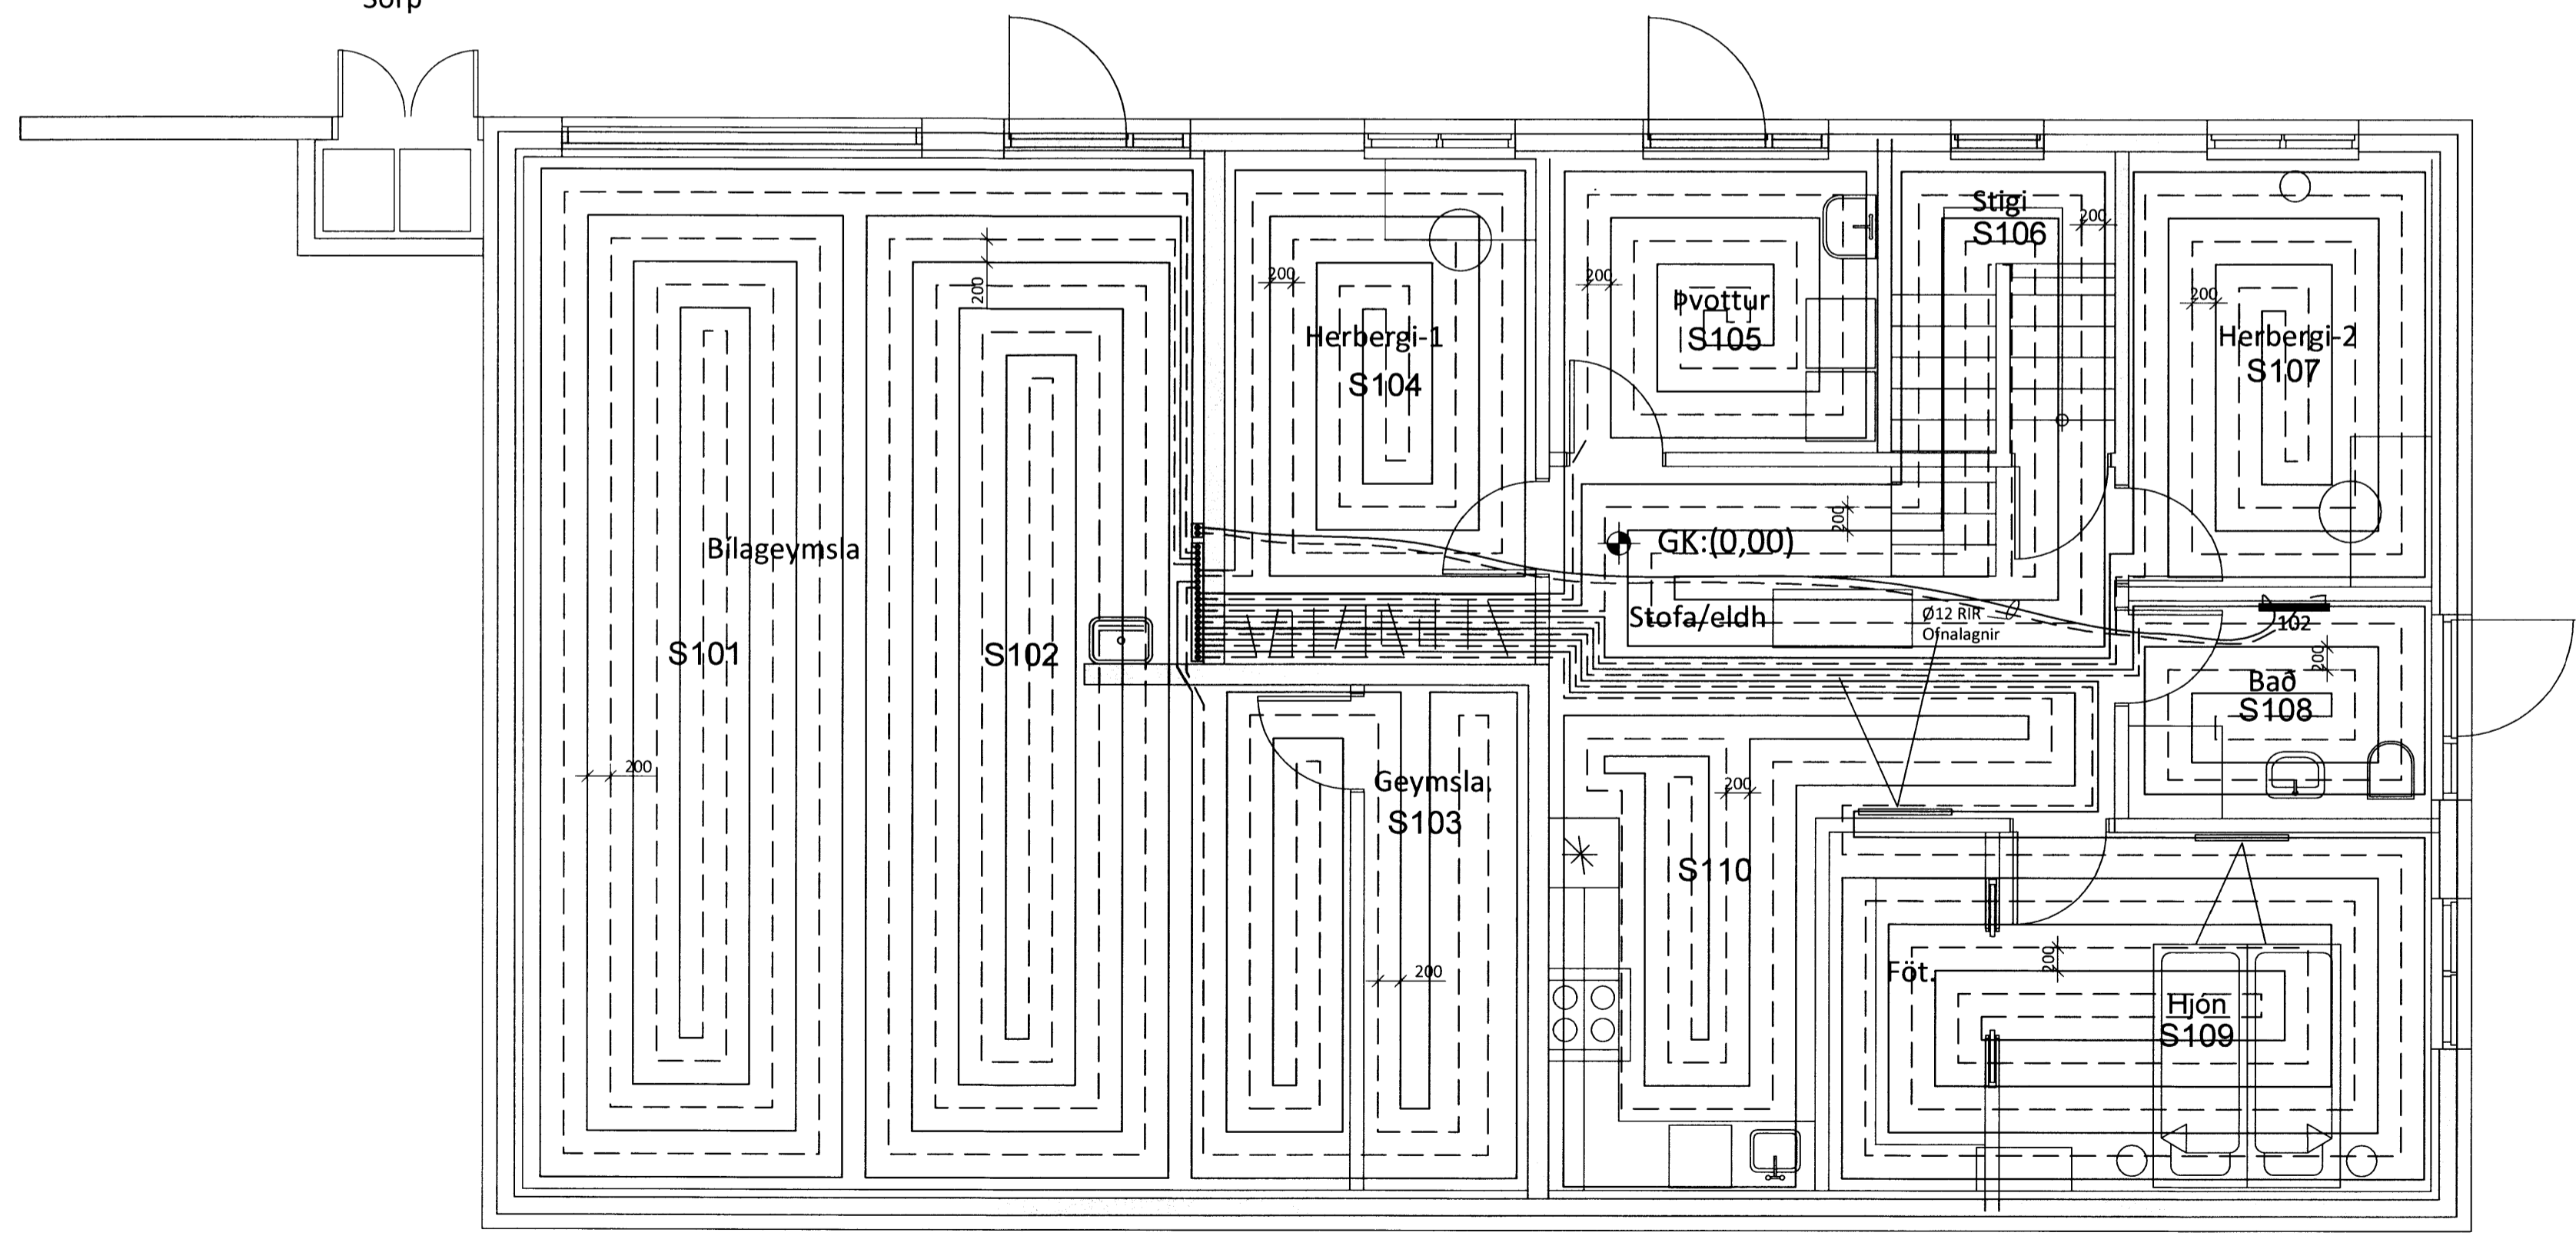 Sorp
Stigi
S106
200
200
200
200
200
200
Þvottur
S105
Herbergi-1
S104
Herbergi-2
S107
Bílageymsla
GK:(0,00)
200
Stofa/eldh
Ø12 RIR
Ofnalagnir
102
S101
S102
200
Bað
S108
200
Geymsla.
S103
200
S110
200
Föt.
200
Hjón
S109